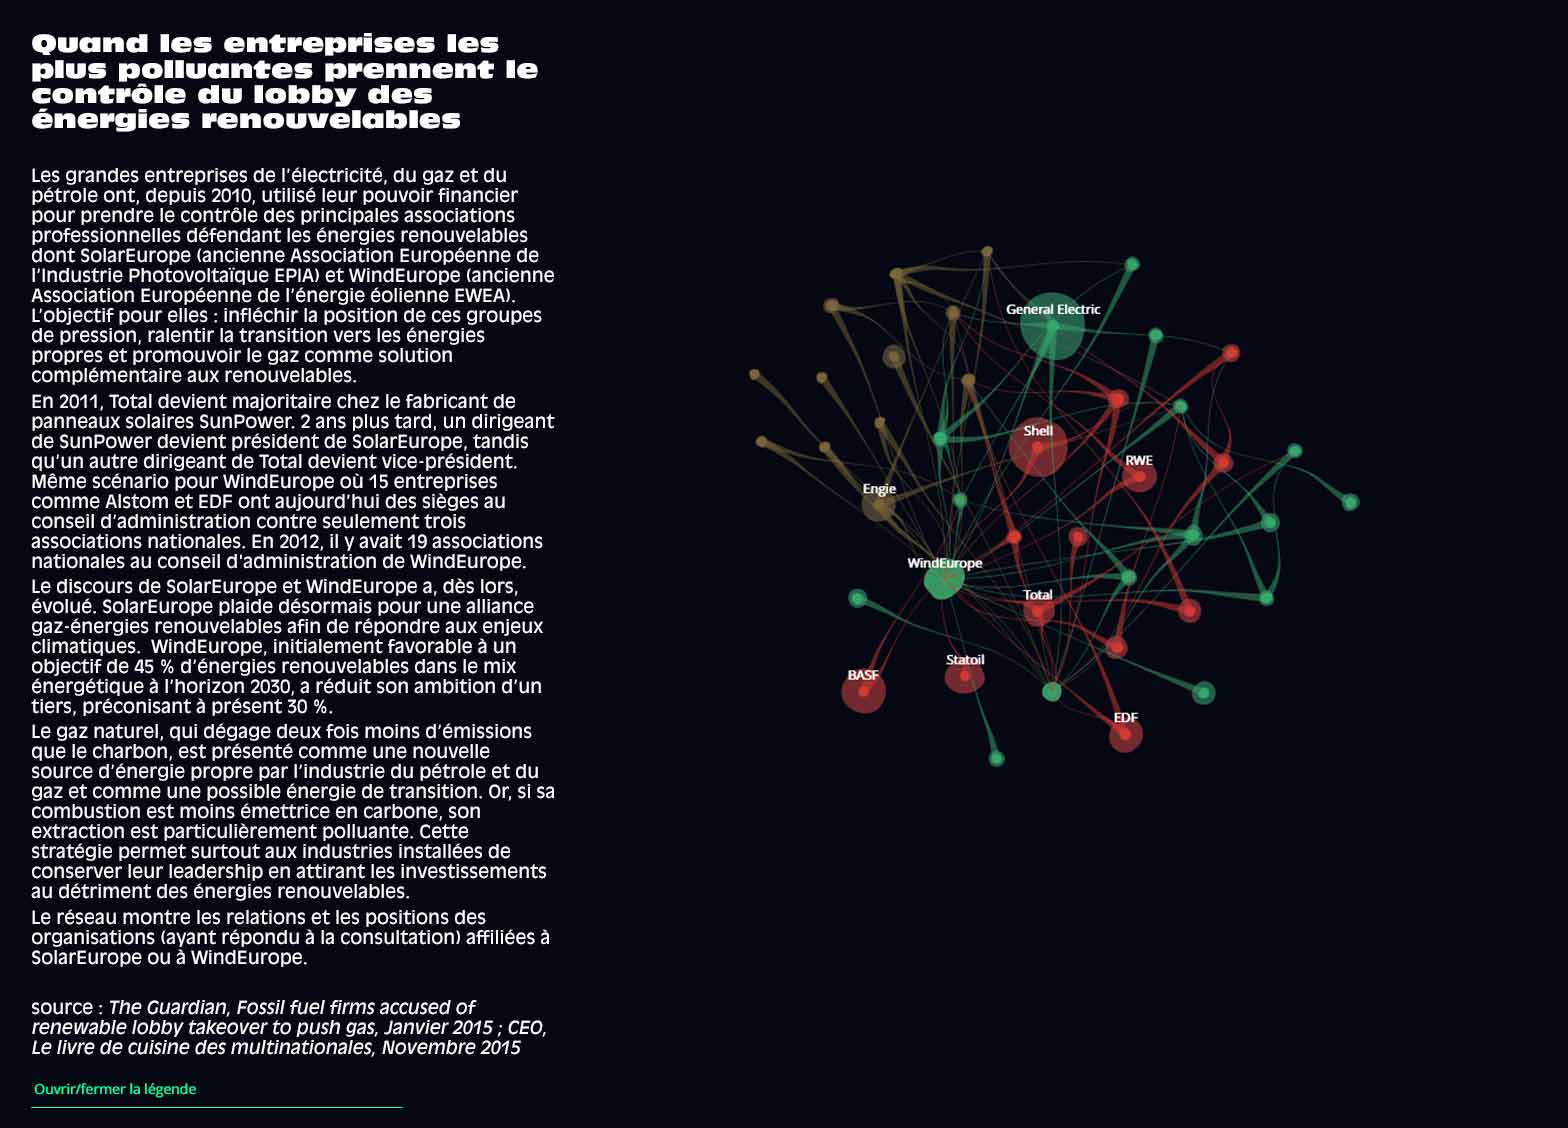 Quand les entreprises les
plus polluantes prennent le
contrôle du lobby des
énergies renouvelables
Les grandes entreprises de l'électricité, du gaz et du
pétrole ont, depuis 2010, utilisé leur pouvoir financier
pour prendre le contrôle des principales associations
professionnelles défendant les énergies renouvelables
dont SolarEurope (ancienne Association Européenne de
l'Industrie Photovoltaïque EPIA) et WindEurope (ancienne
Association Européenne de l'énergie éolienne EWEA).
L'objectif pour elles : infléchir la position de ces groupes
de pression, ralentir la transition vers les énergies
propres et promouvoir le gaz comme solution
complémentaire aux renouvelables.
En 2011, Total devient majoritaire chez le fabricant de
panneaux solaires SunPower. 2 ans plus tard, un dirigeant
de SunPower devient président de SolarEurope, tandis
qu'un autre dirigeant de Total devient vice-président.
Même scénario pour WindEurope où 15 entreprises
comme Alstom et EDF ont aujourd'hui des sièges au
conseil d'administration contre seulement trois
associations nationales. En 2012, il y avait 19 associations
nationales au conseil d'administration de WindEurope.
Le discours de SolarEurope et WindEurope a, dès lors,
évolué. SolarEurope plaide désormais pour une alliance
gaz-énergies renouvelables afin de répondre aux enjeux
climatiques.  WindEurope, initialement favorable à un
objectif de 45 % d'énergies renouvelables dans le mix
énergétique à l'horizon 2030, a réduit son ambition d'un
tiers, préconisant à présent 30 %.
Le gaz naturel, qui dégage deux fois moins d'émissions
que le charbon, est présenté comme une nouvelle
source d'énergie propre par l'industrie du pétrole et du
gaz et comme une possible énergie de transition. Or, si sa
combustion est moins émettrice en carbone, son
extraction est particulièrement polluante. Cette
stratégie permet surtout aux industries installées de
conserver leur leadership en attirant les investissements
au détriment des énergies renouvelables.
Le réseau montre les relations et les positions des
organisations (ayant répondu à la consultation) affiliées à
SolarEurope ou à WindEurope.
source : The Guardian, Fossil fuel firms accused of
renewable lobby takeover to push gas, Janvier 2015 ; CEO,
Le livre de cuisine des multinationales, Novembre 2015
Ouvrir/fermer la légende
General Electric
Shell
RWE
Engie
WindEurope
Total
Statoil
BASF
EDF